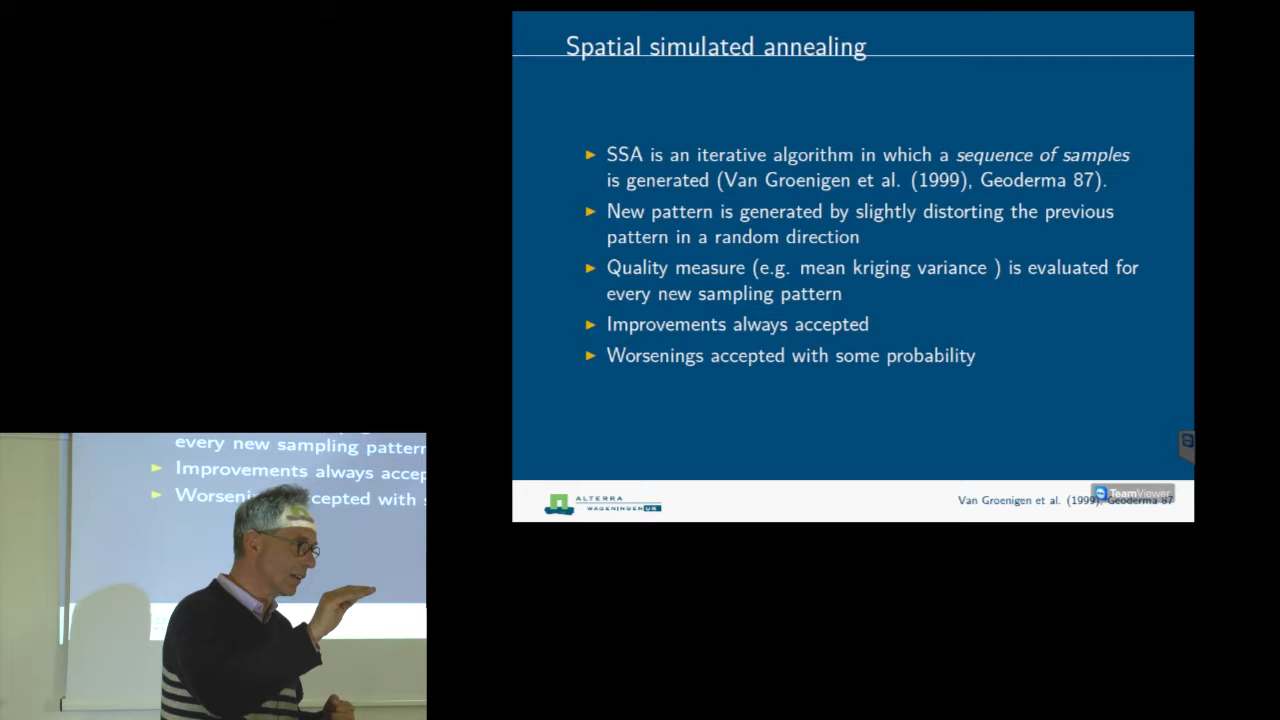 Spatial simulated annealing
▶ SSA is an iterative algorithm in which a sequence of samples
is generated (Van Groenigen et al. (1999), Geoderma 87).
▶ New pattern is generated by slightly distorting the previous
pattern in a random direction
▶ Quality measure (e.g. mean kriging variance ) is evaluated for
every new sampling pattern
▶ Improvements always accepted
▶ Worsenings accepted with some probability
ALTERRA
WAGENINGEN UR
Van Groenigen et al. (1999), Geoderma 87
TeamViewer
every new sampling pattern
▶ Improvements always accep
▶ Worsenings accepted with